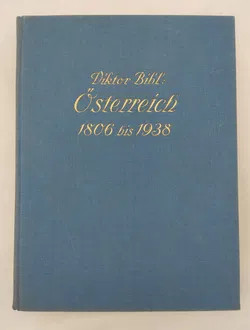 Viktor Bibl:
Österreich
1806 bis 1938